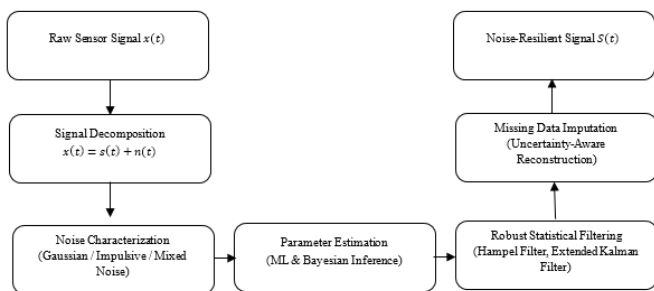 Raw Sensor Signal x(t)
Signal Decomposition
x(t) = s(t) + n(t)
Noise Characterization
(Gaussian / Impulsive / Mixed
Noise)
Parameter Estimation
(ML & Bayesian Inference)
Robust Statistical Filtering
(Hampel Filter, Extended Kalman
Filter)
Missing Data Imputation
(Uncertainty-Aware
Reconstruction)
Noise-Resilient Signal S(t)